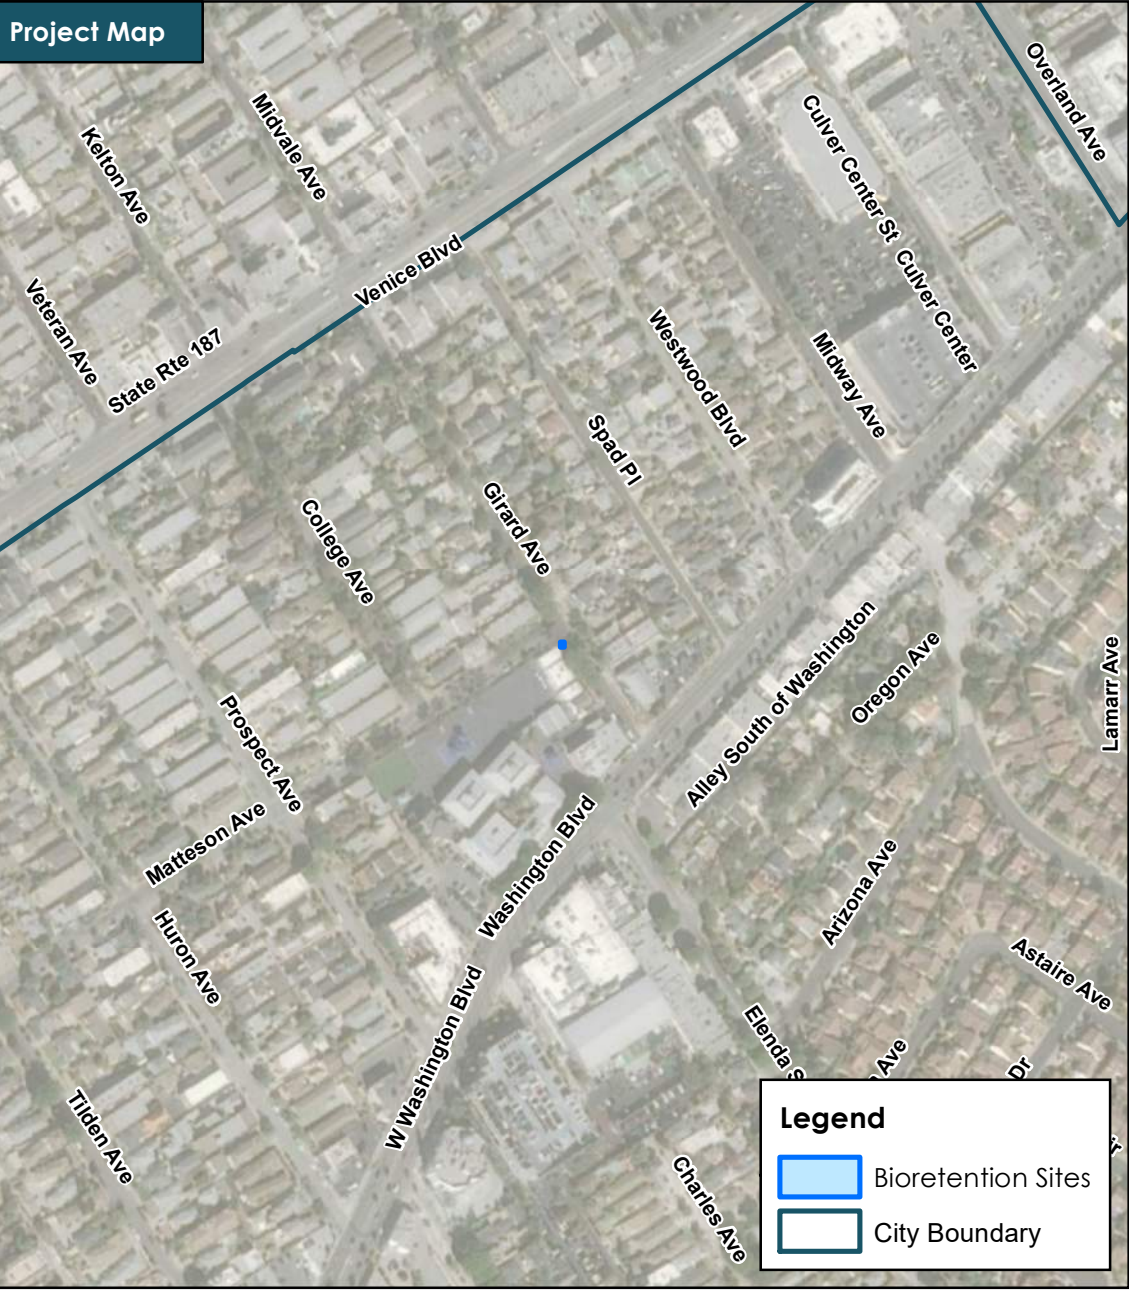 Project Map
Overland Ave
Midvale Ave
Culver Center St
Kelton Ave
Venice Blvd
Culver Center
Veteran Ave
State Rte 187
Westwood Blvd
Midway Ave
Spad Pl
Girard Ave
College Ave
Alley South of Washington
Oregon Ave
Lamarr Ave
Prospect Ave
Matteson Ave
Washington Blvd
Arizona Ave
Huron Ave
Astaire Ave
W Washington Blvd
Elenda S
Ave
Dr
Tilden Ave
Charles Ave
Legend
Bioretention Sites
City Boundary